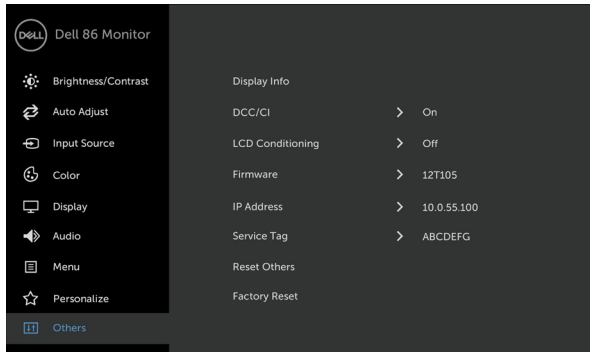 DELL Dell 86 Monitor
Brightness/Contrast
Auto Adjust
Input Source
Color
Display
Audio
Menu
Personalize
Others
Display Info
DCC/CI > On
LCD Conditioning > Off
Firmware > 12T105
IP Address > 10.0.55.100
Service Tag > ABCDEFG
Reset Others
Factory Reset